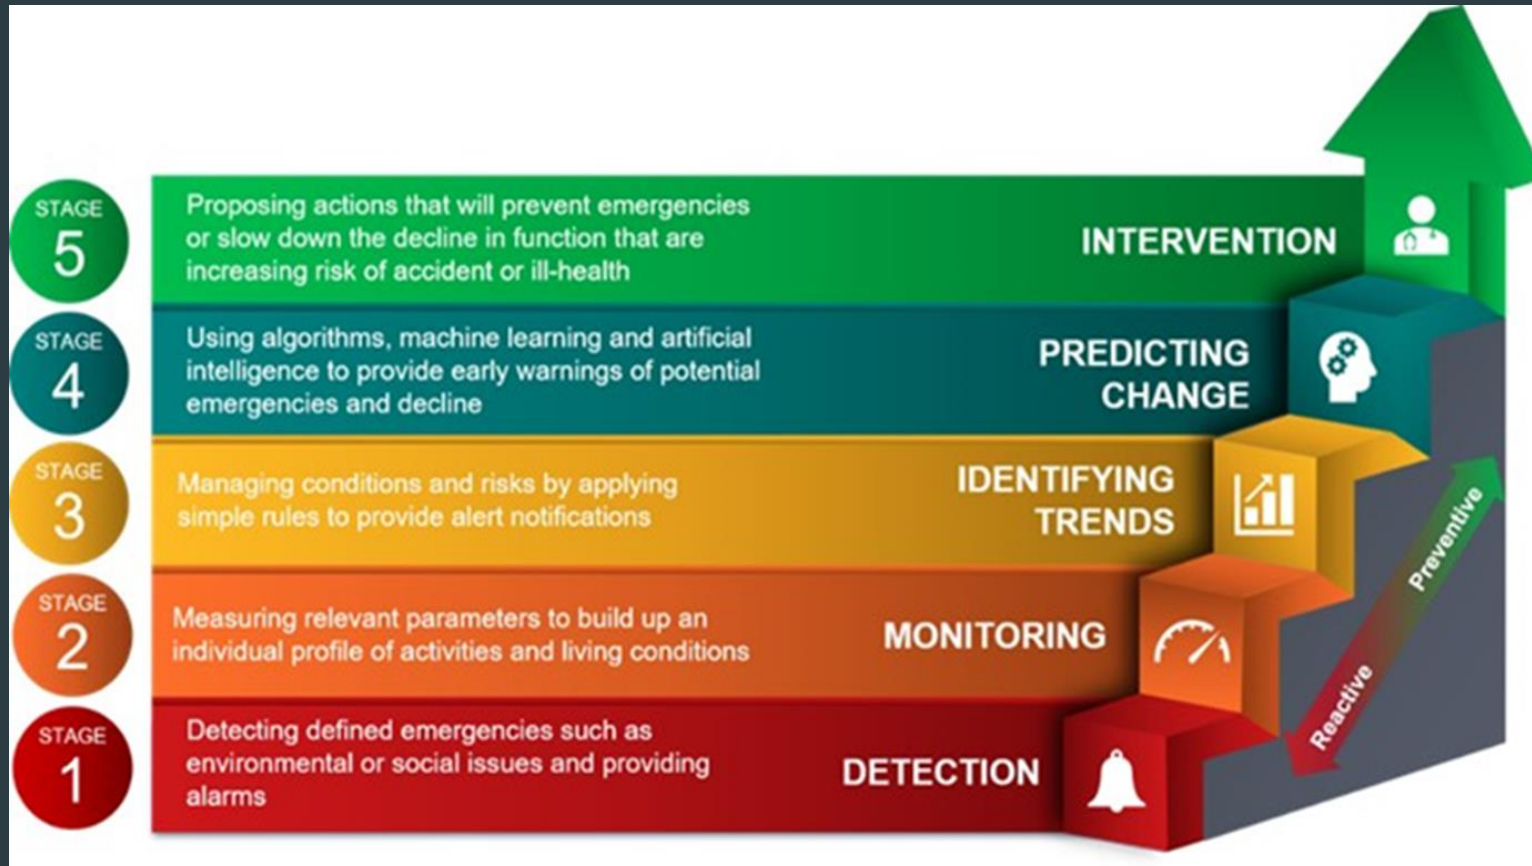 STAGE
5
Proposing actions that will prevent emergencies
or slow down the decline in function that are
increasing risk of accident or ill-health
INTERVENTION
STAGE
4
Using algorithms, machine learning and artificial
intelligence to provide early warnings of potential
emergencies and decline
PREDICTING
CHANGE
STAGE
3
Managing conditions and risks by applying
simple rules to provide alert notifications
IDENTIFYING
TRENDS
STAGE
2
Measuring relevant parameters to build up an
individual profile of activities and living conditions
MONITORING
STAGE
1
Detecting defined emergencies such as
environmental or social issues and providing
alarms
DETECTION
Preventive
Reactive